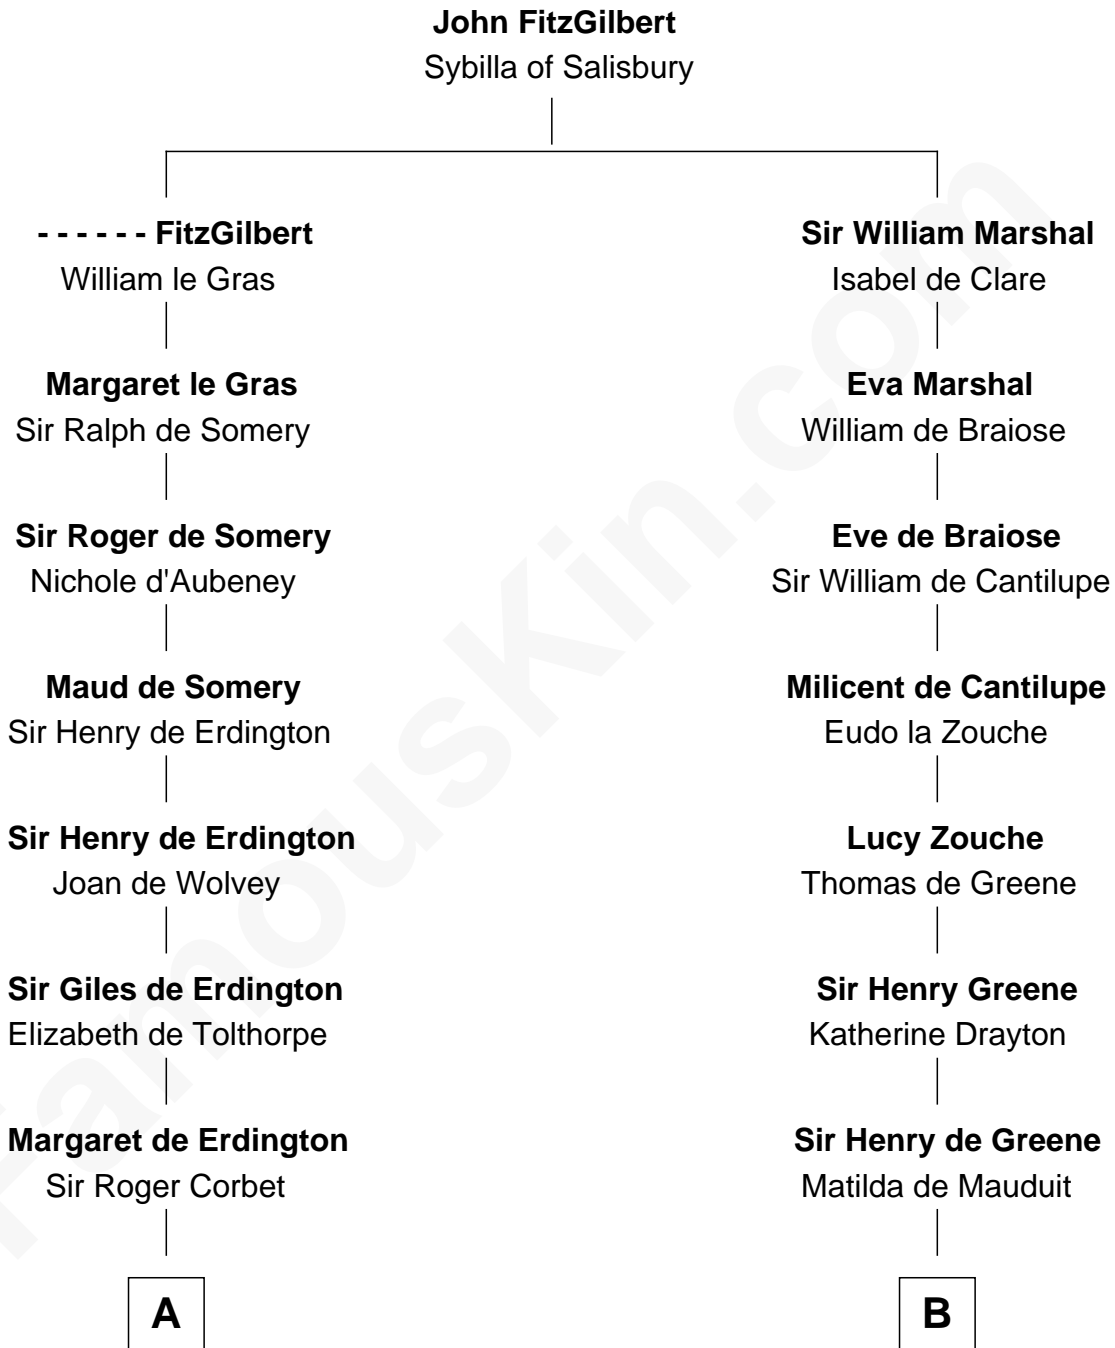 John FitzGilbert
Sybilla of Salisbury
- - - - - - FitzGilbert
William le Gras
Margaret le Gras
Sir Ralph de Somery
Sir Roger de Somery
Nichole d'Aubeney
Maud de Somery
Sir Henry de Erdington
Sir Henry de Erdington
Joan de Wolvey
Sir Giles de Erdington
Elizabeth de Tolthorpe
Margaret de Erdington
Sir Roger Corbet
A
Sir William Marshal
Isabel de Clare
Eva Marshal
William de Braiose
Eve de Braiose
Sir William de Cantilupe
Milicent de Cantilupe
Eudo la Zouche
Lucy Zouche
Thomas de Greene
Sir Henry Greene
Katherine Drayton
Sir Henry de Greene
Matilda de Mauduit
B
FamousKin.com